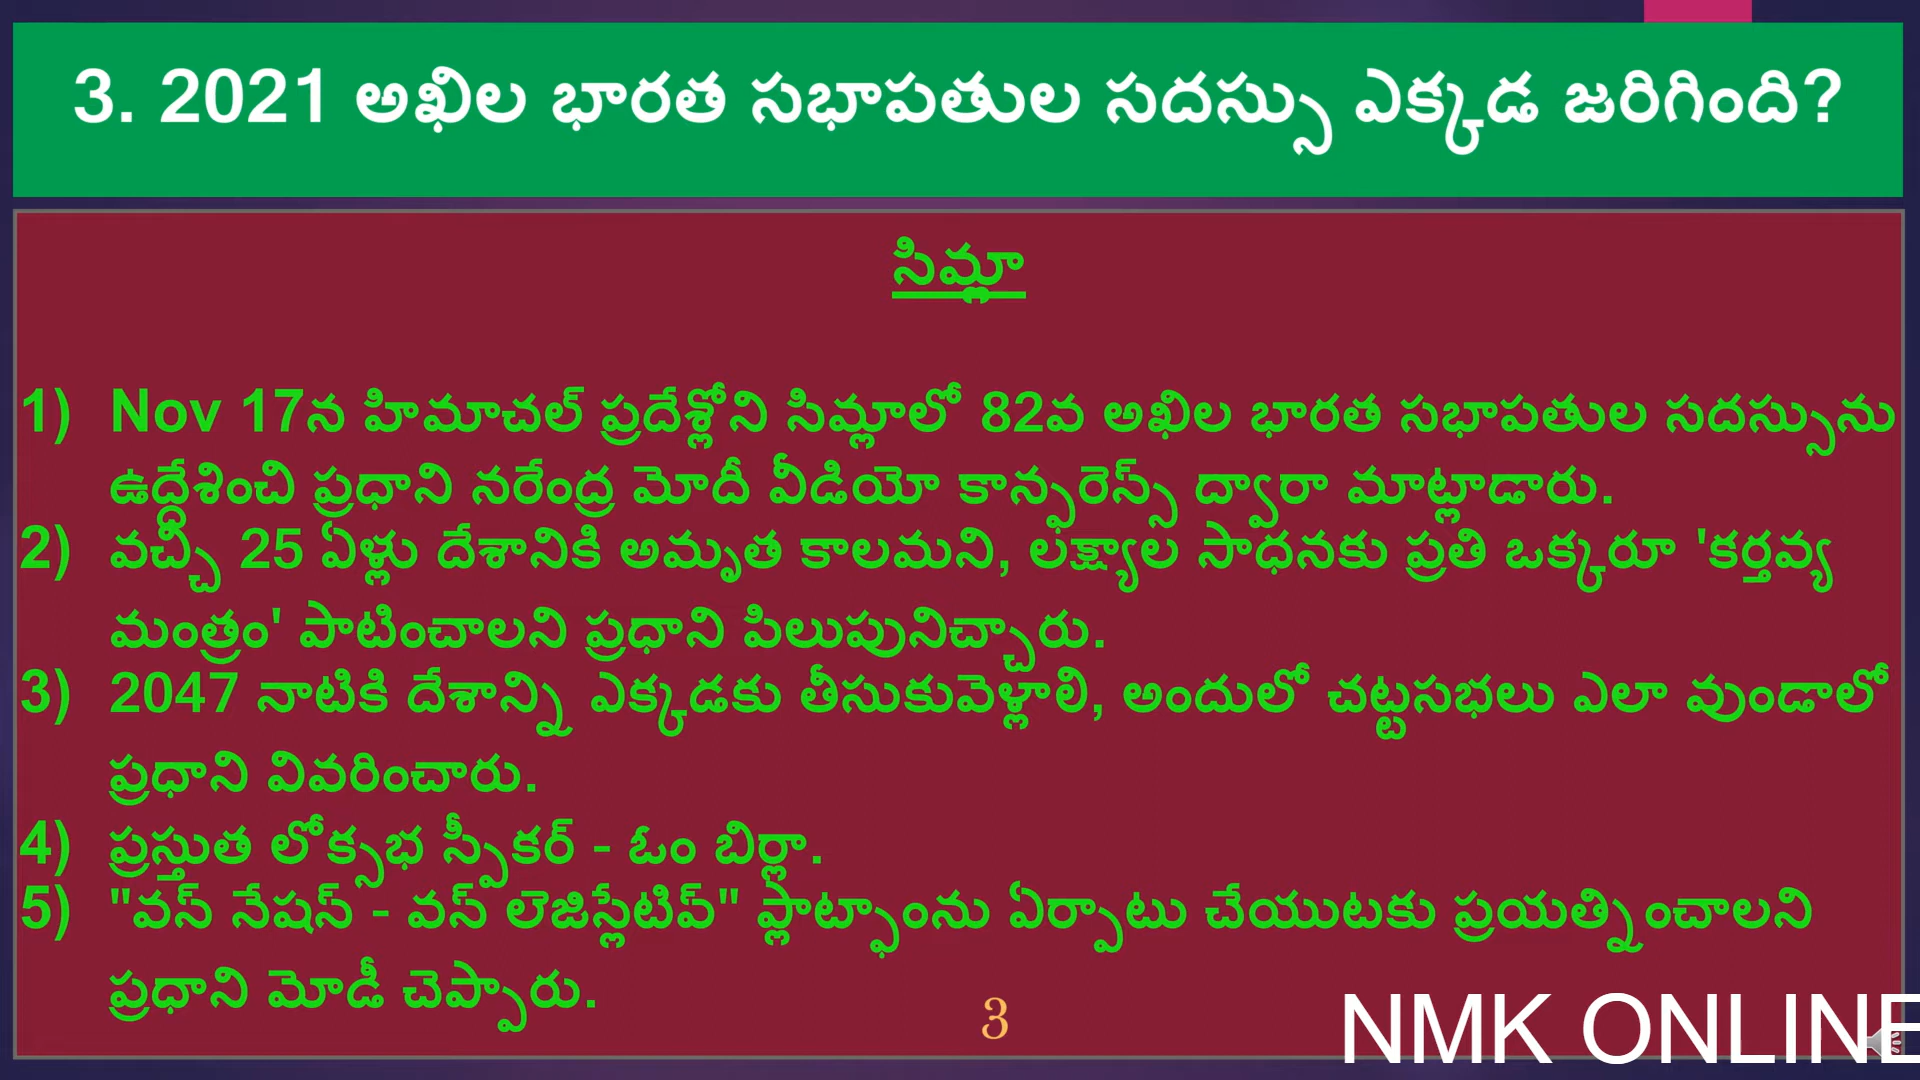 3. 2021 అఖిల భారత సభాపతుల సదస్సు ఎక్కడ జరిగింది?
సిమ్లా
1) Nov 17న హిమాచల్ ప్రదేశ్లోని సిమ్లాలో 82వ అఖిల భారత సభాపతుల సదస్సును
ఉద్దేశించి ప్రధాని నరేంద్ర మోదీ వీడియో కాన్ఫరెన్స్ ద్వారా మాట్లాడారు.
2) వచ్చే 25 ఏళ్లు దేశానికి అమృత కాలమని, లక్ష్యాల సాధనకు ప్రతి ఒక్కరూ 'కర్తవ్య
మంత్రం' పాటించాలని ప్రధాని పిలుపునిచ్చారు.
3) 2047 నాటికి దేశాన్ని ఎక్కడకు తీసుకువెళ్లాలి, అందులో చట్టసభలు ఎలా వుండాలో
ప్రధాని వివరించారు.
4) ప్రస్తుత లోక్సభ స్పీకర్ - ఓం బిర్లా.
5) "వన్ నేషన్ - వన్ లెజిస్లేటివ్" ప్లాట్ఫాంను ఏర్పాటు చేయుటకు ప్రయత్నించాలని
ప్రధాని మోడీ చెప్పారు.
3
NMK ONLINE